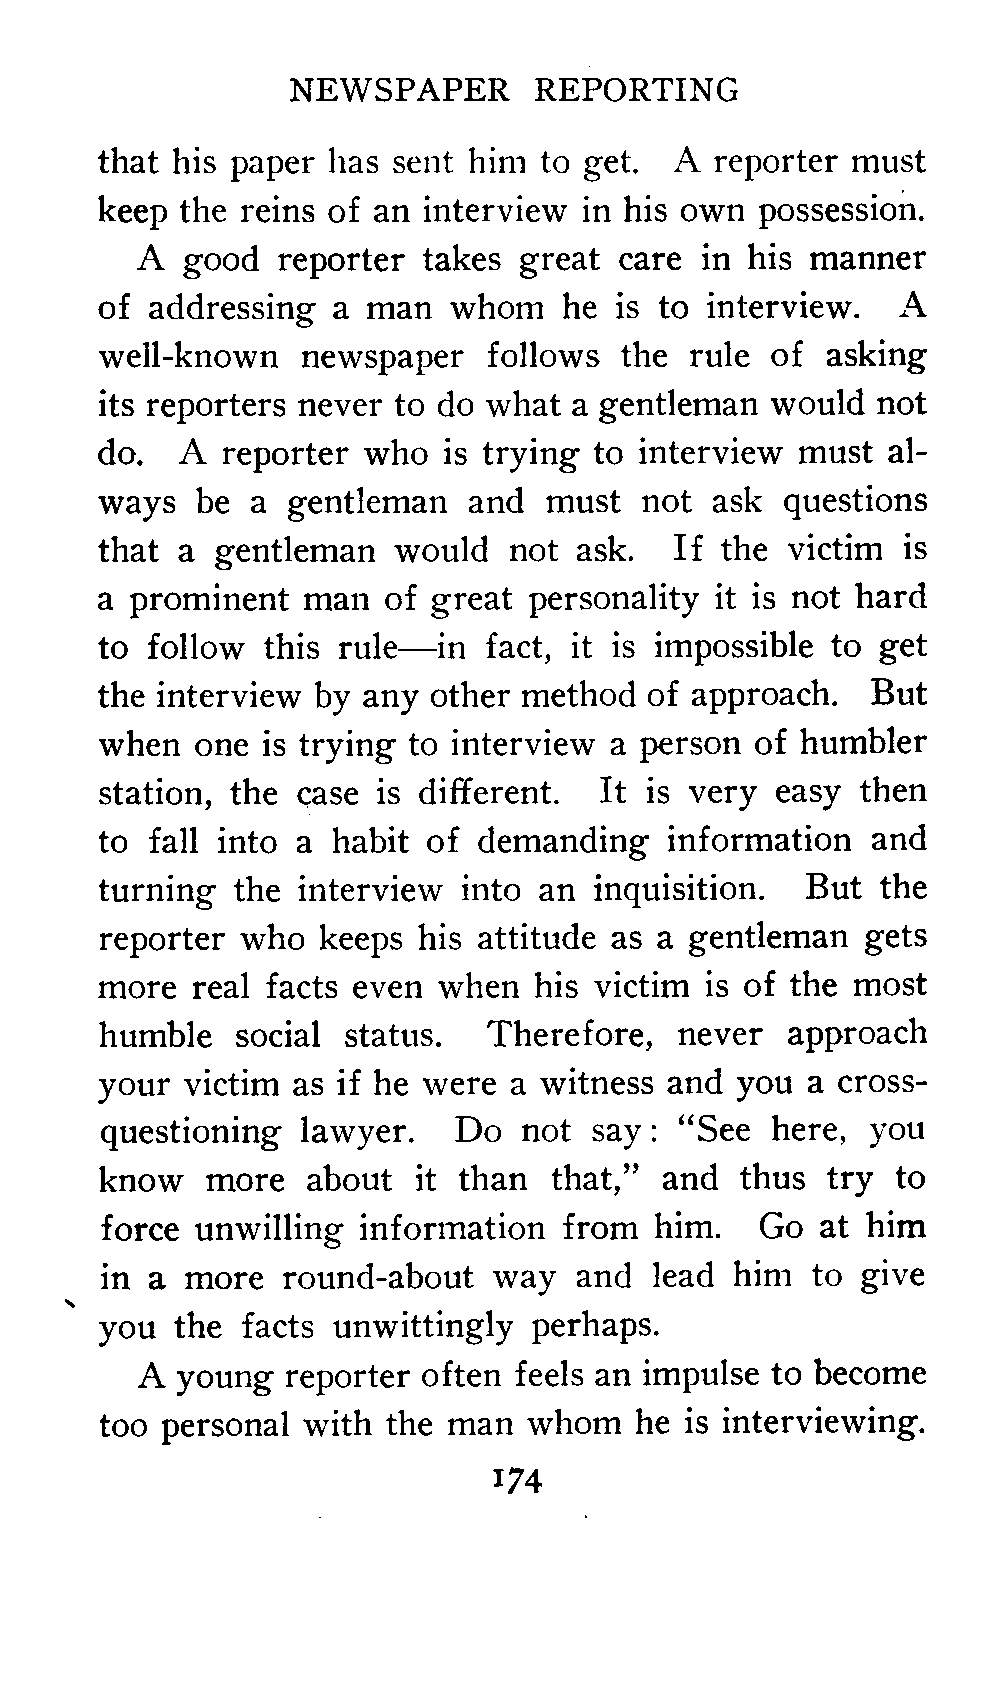 NEWSPAPER REPORTING
that his paper has sent him to get. A reporter must
keep the reins of an interview in his own possession.
A good reporter takes great care in his manner
of addressing a man whom he is to interview. A
well-known newspaper follows the rule of asking
its reporters never to do what a gentleman would not
do. A reporter who is trying to interview must al-
ways be a gentleman and must not ask questions
that a gentleman would not ask. If the victim is
a prominent man of great personality it is not hard
to follow this rule—in fact, it is impossible to get
the interview by any other method of approach. But
when one is trying to interview a person of humbler
station, the case is different. It is very easy then
to fall into a habit of demanding information and
turning the interview into an inquisition. But the
reporter who keeps his attitude as a gentleman gets
more real facts even when his victim is of the most
humble social status. Therefore, never approach
your victim as if he were a witness and you a cross-
questioning lawyer. Do not say: “See here, you
know more about it than that,” and thus try to
force unwilling information from him. Go at him
in a more round-about way and lead him to give
you the facts unwittingly perhaps.
A young reporter often feels an impulse to become
too personal with the man whom he is interviewing.
174